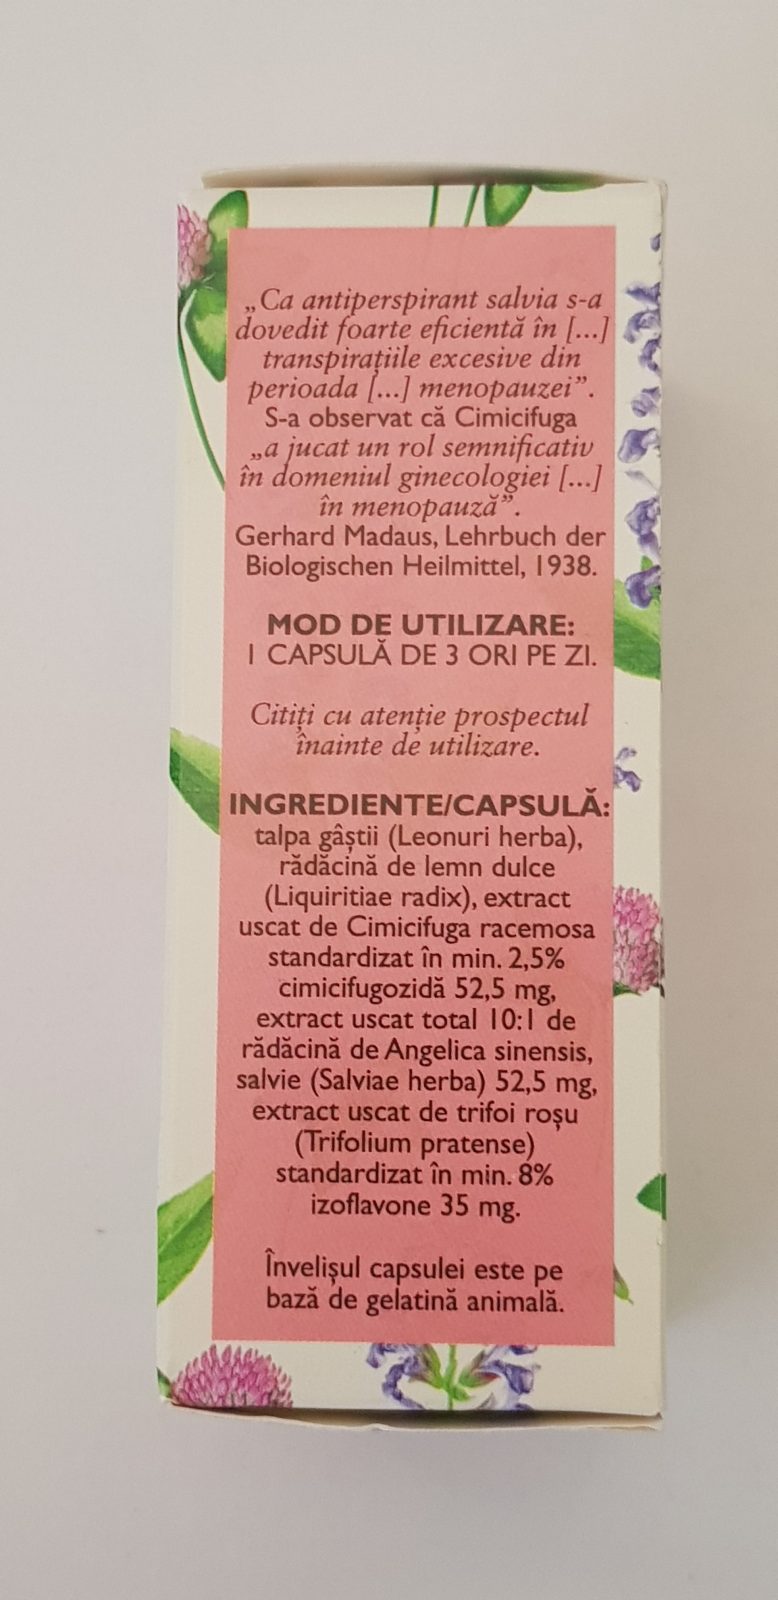 „Ca antiperspirant salvia s-a
dovedit foarte eficientă în [...]
transpirațiile excesive din
perioada [...] menopauzei”.
S-a observat că Cimicifuga
„a jucat un rol semnificativ
în domeniul ginecologiei [...]
în menopauză”.
Gerhard Madaus, Lehrbuch der
Biologischen Heilmittel, 1938.
MOD DE UTILIZARE:
1 CAPSULĂ DE 3 ORI PE ZI.
Citiți cu atenție prospectul
înainte de utilizare.
INGREDIENTE/CAPSULĂ:
talpa gâștii (Leonuri herba),
rădăcină de lemn dulce
(Liquiritiae radix), extract
uscat de Cimicifuga racemosa
standardizat în min. 2,5%
cimicifugozidă 52,5 mg,
extract uscat total 10:1 de
rădăcină de Angelica sinensis,
salvie (Salviae herba) 52,5 mg,
extract uscat de trifoi roșu
(Trifolium pratense)
standardizat în min. 8%
izoflavone 35 mg.
Învelișul capsulei este pe
bază de gelatină animală.